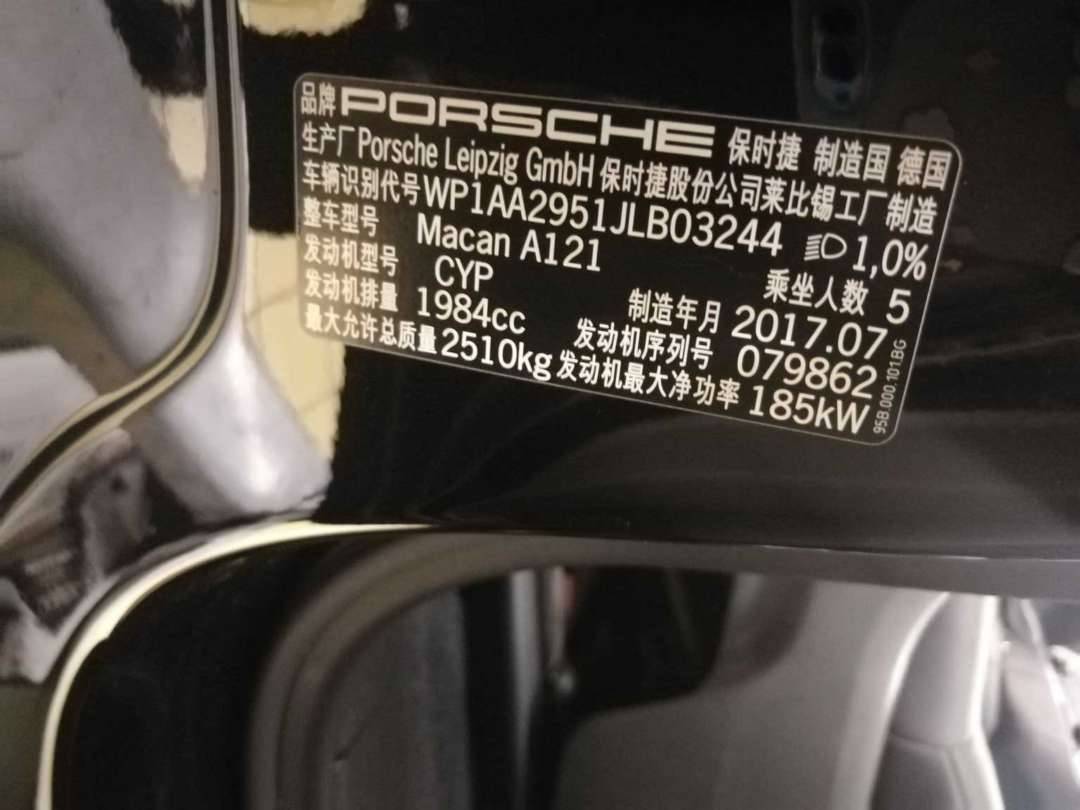 品牌 PORSCHE 保时捷 制造国 德国
生产厂 Porsche Leipzig GmbH 保时捷股份公司莱比锡工厂制造
车辆识别代号 WP1AA2951JLB03244 1,0%
整车型号 Macan A121 乘坐人数 5
发动机型号 CYP 制造年月 2017.07
发动机排量 1984cc 发动机序列号 079862
最大允许总质量 2510kg 发动机最大净功率 185kW
95B.000.101.BG